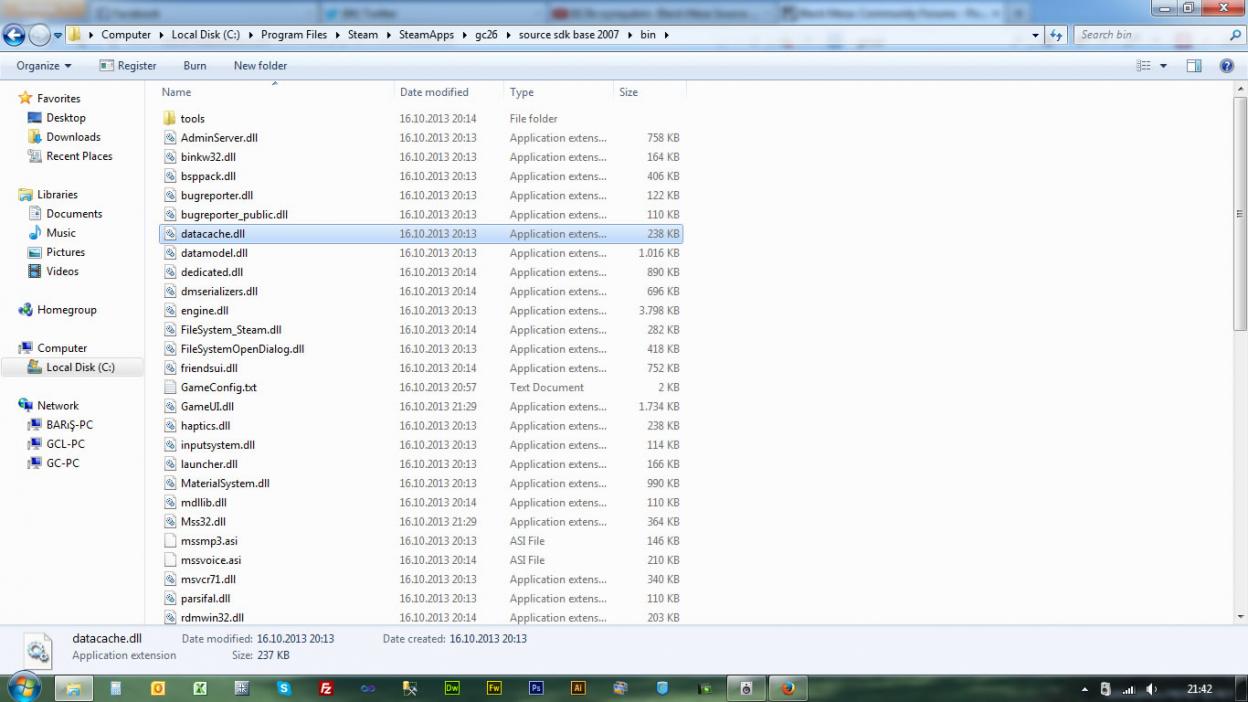 Computer ▸ Local Disk (C:) ▸ Program Files ▸ Steam ▸ SteamApps ▸ gc26 ▸ source sdk base 2007 ▸ bin ▸ Search bin
Organize Register Burn New folder
Name Date modified Type Size
Favorites
Desktop
Downloads
Recent Places
Libraries
Documents
Music
Pictures
Videos
Homegroup
Computer
Local Disk (C:)
Network
BARıŞ-PC
GCL-PC
GC-PC
tools 16.10.2013 20:14 File folder
AdminServer.dll 16.10.2013 20:13 Application extens... 758 KB
binkw32.dll 16.10.2013 20:13 Application extens... 164 KB
bsppack.dll 16.10.2013 20:13 Application extens... 406 KB
bugreporter.dll 16.10.2013 20:13 Application extens... 122 KB
bugreporter_public.dll 16.10.2013 20:13 Application extens... 110 KB
datacache.dll 16.10.2013 20:13 Application extens... 238 KB
datamodel.dll 16.10.2013 20:13 Application extens... 1.016 KB
dedicated.dll 16.10.2013 20:14 Application extens... 890 KB
dmserializers.dll 16.10.2013 20:14 Application extens... 696 KB
engine.dll 16.10.2013 20:13 Application extens... 3.798 KB
FileSystem_Steam.dll 16.10.2013 20:14 Application extens... 282 KB
FileSystemOpenDialog.dll 16.10.2013 20:13 Application extens... 418 KB
friendsui.dll 16.10.2013 20:14 Application extens... 752 KB
GameConfig.txt 16.10.2013 20:57 Text Document 2 KB
GameUI.dll 16.10.2013 21:29 Application extens... 1.734 KB
haptics.dll 16.10.2013 20:13 Application extens... 238 KB
inputsystem.dll 16.10.2013 20:13 Application extens... 114 KB
launcher.dll 16.10.2013 20:13 Application extens... 166 KB
MaterialSystem.dll 16.10.2013 20:13 Application extens... 990 KB
mdllib.dll 16.10.2013 20:14 Application extens... 110 KB
Mss32.dll 16.10.2013 21:29 Application extens... 364 KB
mssmp3.asi 16.10.2013 20:13 ASI File 146 KB
mssvoice.asi 16.10.2013 20:14 ASI File 210 KB
msvcr71.dll 16.10.2013 20:13 Application extens... 340 KB
parsifal.dll 16.10.2013 20:13 Application extens... 110 KB
rdmwin32.dll 16.10.2013 20:14 Application extens... 203 KB
datacache.dll Date modified: 16.10.2013 20:13 Date created: 16.10.2013 20:13
Application extension Size: 237 KB
Dw Fw Ps Ai 21:42